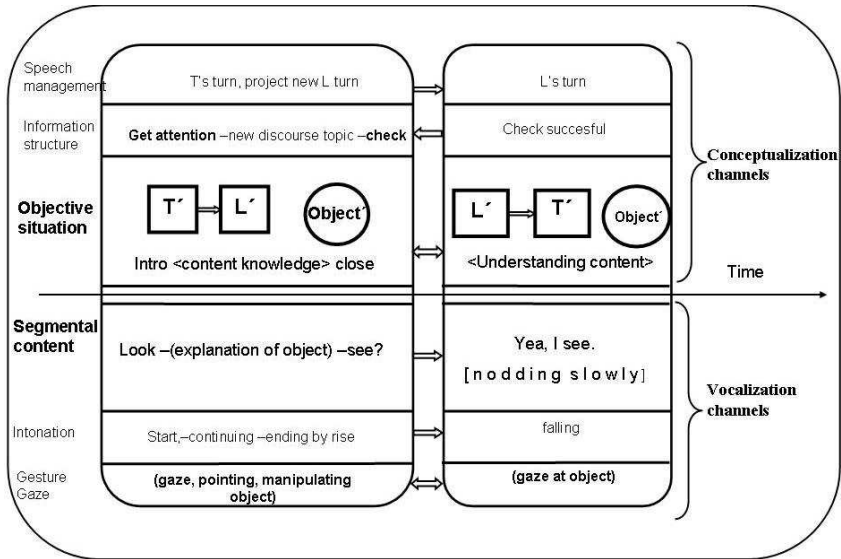 Speech
management
T's turn, project new L turn
L's turn
Information
structure
Get attention –new discourse topic –check
Check succesful
Conceptualization
channels
Objective
situation
T´
L´
Object´
L´
T´
Object´
Intro <content knowledge> close
<Understanding content>
Time
Segmental
content
Look –(explanation of object) –see?
Yea, I see.
[nodding slowly]
Vocalization
channels
Intonation
Start,–continuing –ending by rise
falling
Gesture
Gaze
(gaze, pointing, manipulating
object)
(gaze at object)